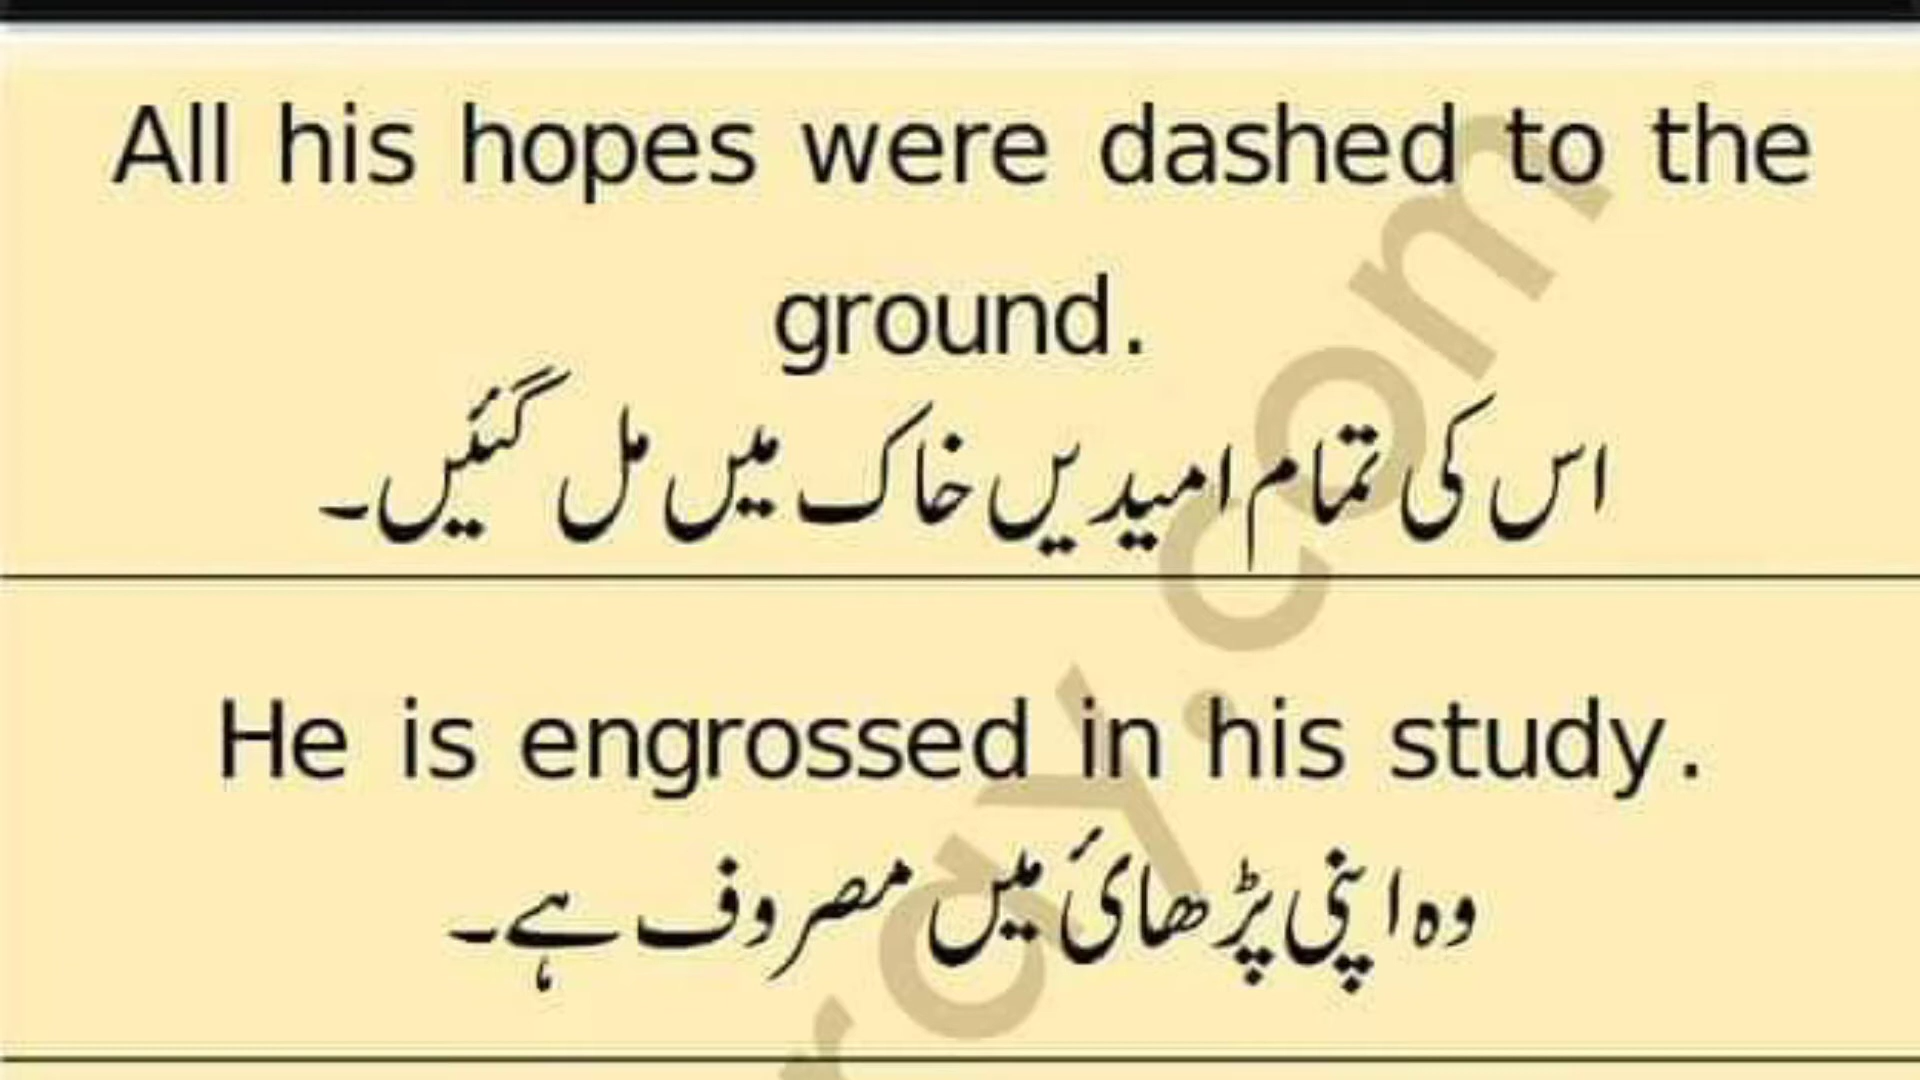 All his hopes were dashed to the
ground.
اس کی تمام امیدیں خاک میں مل گئیں۔
He is engrossed in his study.
وہ اپنی پڑھائ میں مصروف ہے۔